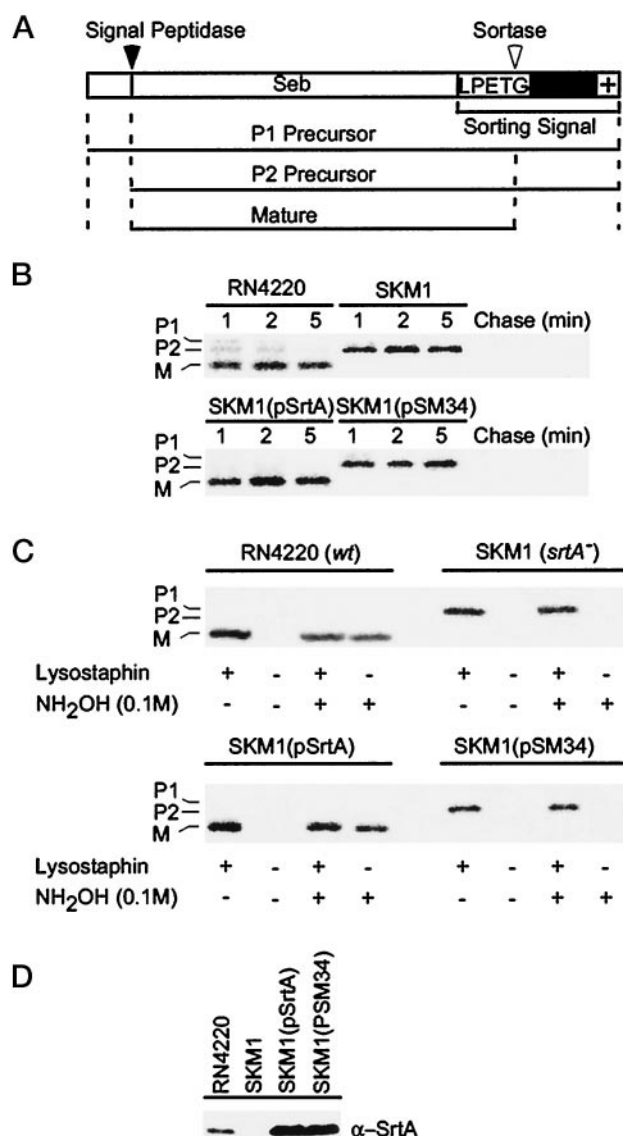 A
Signal Peptidase Sortase
Seb LPETG +
Sorting Signal
P1 Precursor
P2 Precursor
Mature
B
RN4220 SKM1
P1 1 2 5 1 2 5 Chase (min)
P2
M
SKM1(pSrtA) SKM1(pSM34)
P1 1 2 5 1 2 5 Chase (min)
P2
M
C
RN4220 (wt) SKM1 (srtA⁻)
P1
P2
M
Lysostaphin + - + - + - + -
NH₂OH (0.1M) - - + + - - + +
SKM1(pSrtA) SKM1(pSM34)
P1
P2
M
Lysostaphin + - + - + - + -
NH₂OH (0.1M) - - + + - - + +
D
RN4220
SKM1
SKM1(pSrtA)
SKM1(PSM34)
α–SrtA